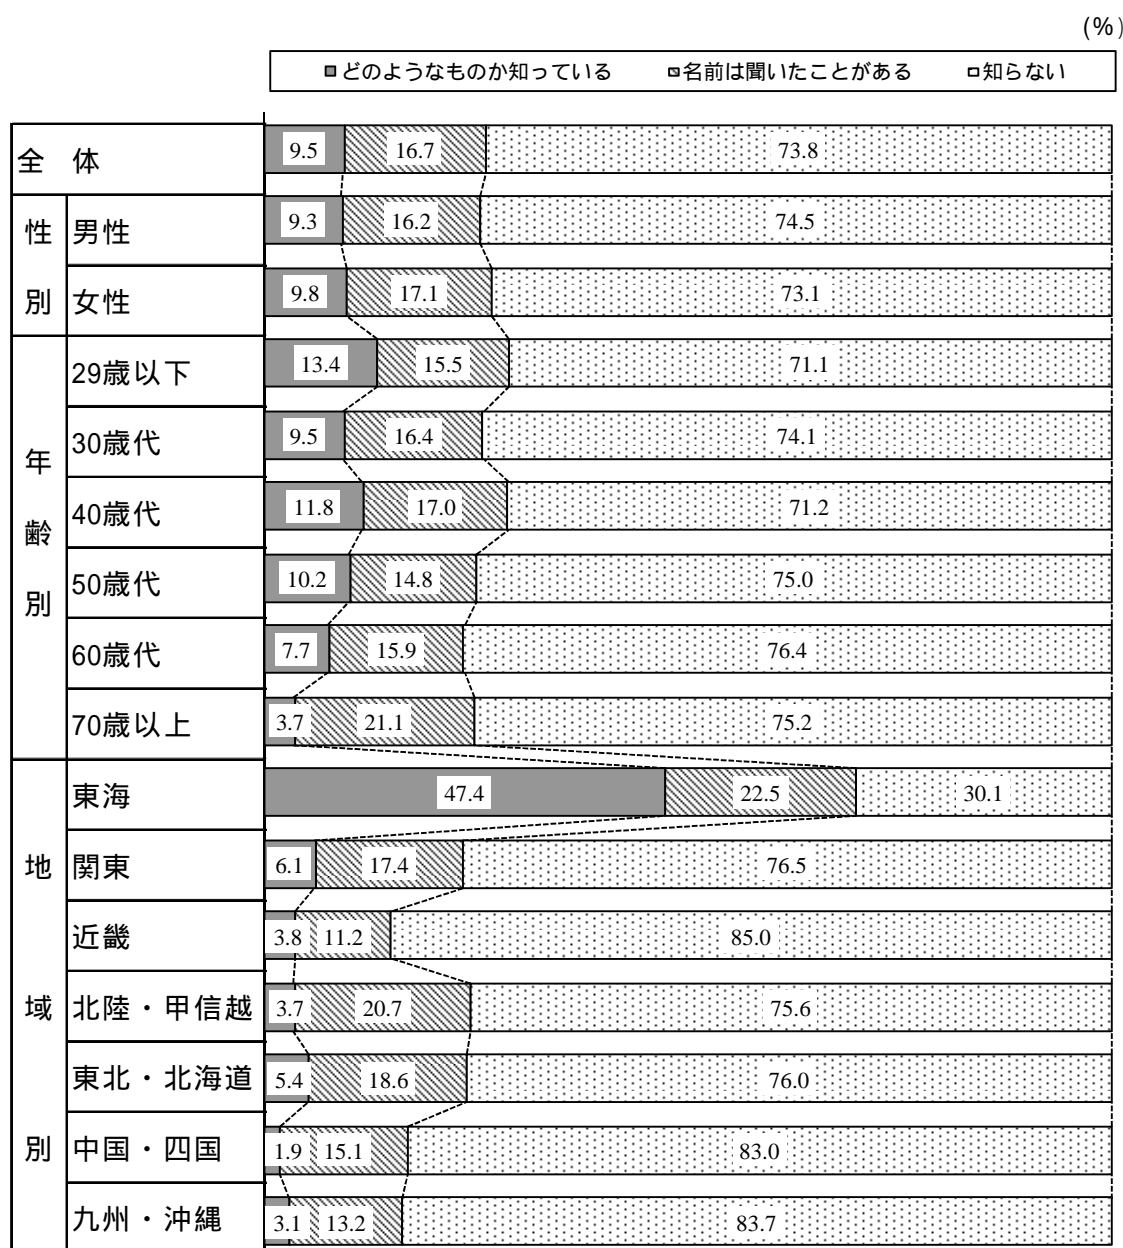 (%)
どのようなものか知っている 名前は聞いたことがある 知らない
全 体 9.5 16.7 73.8
性別
男性 9.3 16.2 74.5
女性 9.8 17.1 73.1
年齢別
29歳以下 13.4 15.5 71.1
30歳代 9.5 16.4 74.1
40歳代 11.8 17.0 71.2
50歳代 10.2 14.8 75.0
60歳代 7.7 15.9 76.4
70歳以上 3.7 21.1 75.2
地域別
東海 47.4 22.5 30.1
関東 6.1 17.4 76.5
近畿 3.8 11.2 85.0
北陸・甲信越 3.7 20.7 75.6
東北・北海道 5.4 18.6 76.0
中国・四国 1.9 15.1 83.0
九州・沖縄 3.1 13.2 83.7